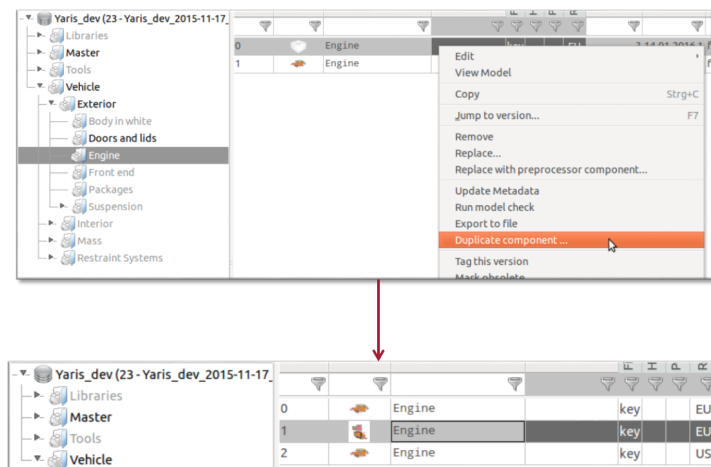 Yaris_dev (23 - Yaris_dev_2015-11-17_
Libraries
Master
Tools
Vehicle
Exterior
Body in white
Doors and lids
Engine
Front end
Packages
Suspension
Interior
Mass
Restraint Systems
0 Engine key EU
1 Engine
Edit
View Model
Copy Strg+C
Jump to version... F7
Remove
Replace...
Replace with preprocessor component...
Update Metadata
Run model check
Export to file
Duplicate component ...
Tag this version
Mark obsolete
Yaris_dev (23 - Yaris_dev_2015-11-17_
Libraries
Master
Tools
Vehicle
H P R
0 Engine key EU
1 Engine key EU
2 Engine key US